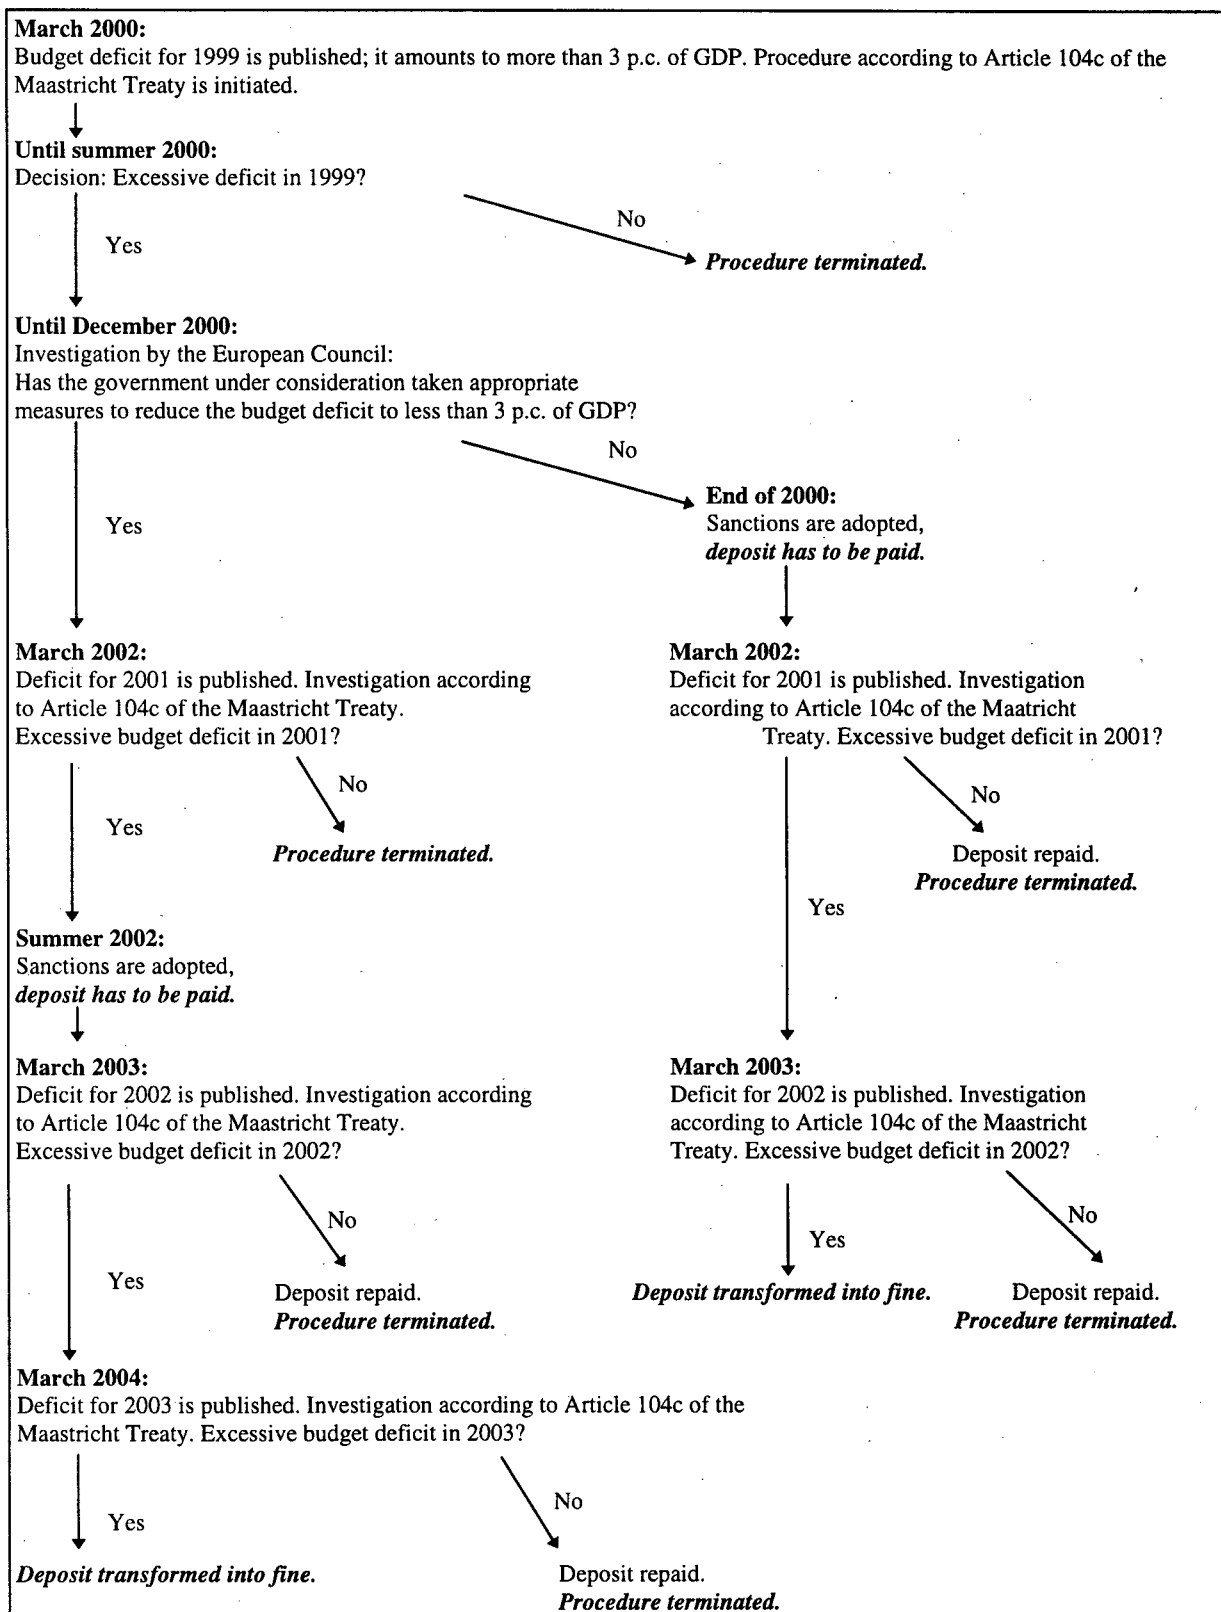 March 2000:
Budget deficit for 1999 is published; it amounts to more than 3 p.c. of GDP. Procedure according to Article 104c of the
Maastricht Treaty is initiated.
Until summer 2000:
Decision: Excessive deficit in 1999?
No
Yes
Procedure terminated.
Until December 2000:
Investigation by the European Council:
Has the government under consideration taken appropriate
measures to reduce the budget deficit to less than 3 p.c. of GDP?
No
End of 2000:
Yes
Sanctions are adopted,
deposit has to be paid.
March 2002:
Deficit for 2001 is published. Investigation according
to Article 104c of the Maastricht Treaty.
Excessive budget deficit in 2001?
March 2002:
Deficit for 2001 is published. Investigation
according to Article 104c of the Maatricht
Treaty. Excessive budget deficit in 2001?
No
Yes
Procedure terminated.
No
Deposit repaid.
Procedure terminated.
Yes
Summer 2002:
Sanctions are adopted,
deposit has to be paid.
March 2003:
Deficit for 2002 is published. Investigation according
to Article 104c of the Maastricht Treaty.
Excessive budget deficit in 2002?
March 2003:
Deficit for 2002 is published. Investigation
according to Article 104c of the Maastricht
Treaty. Excessive budget deficit in 2002?
No
Yes
Deposit repaid.
Procedure terminated.
Yes
No
Deposit transformed into fine.
Deposit repaid.
Procedure terminated.
March 2004:
Deficit for 2003 is published. Investigation according to Article 104c of the
Maastricht Treaty. Excessive budget deficit in 2003?
No
Yes
Deposit transformed into fine.
Deposit repaid.
Procedure terminated.